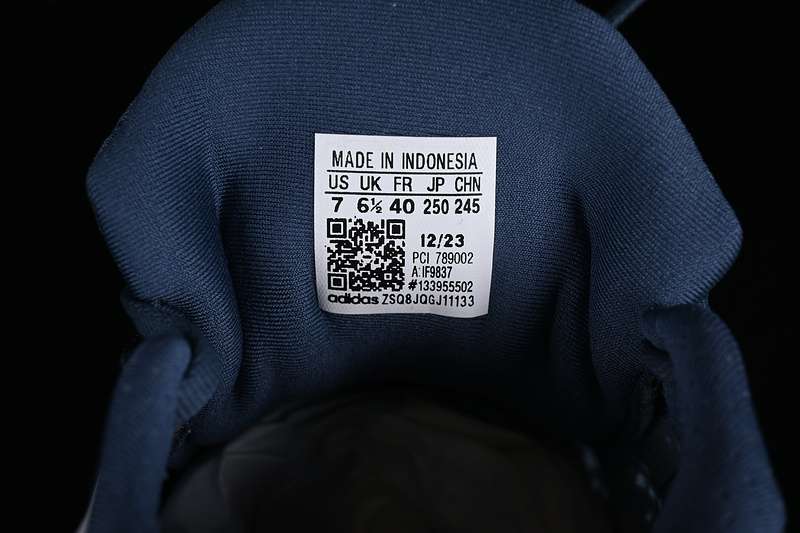 MADE IN INDONESIA
US UK FR JP CHN
7 6½ 40 250 245
12/23
PCI 789002
A:IF9837
#133955502
adidas ZSQ8JQGJ11133